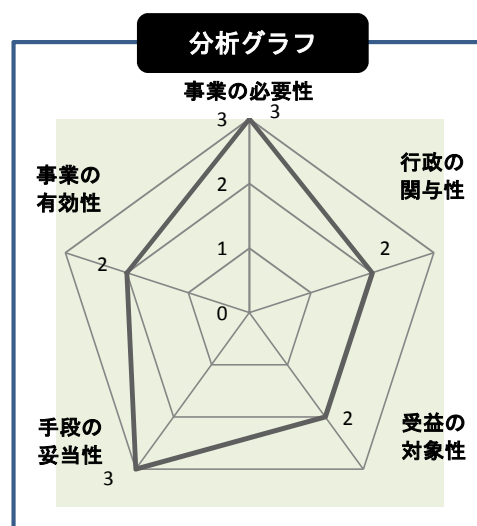 分析グラフ
事業の必要性
3
3
行政の
関与性
事業の
有効性
2
2
2
1
0
手段の
妥当性
2
受益の
対象性
3